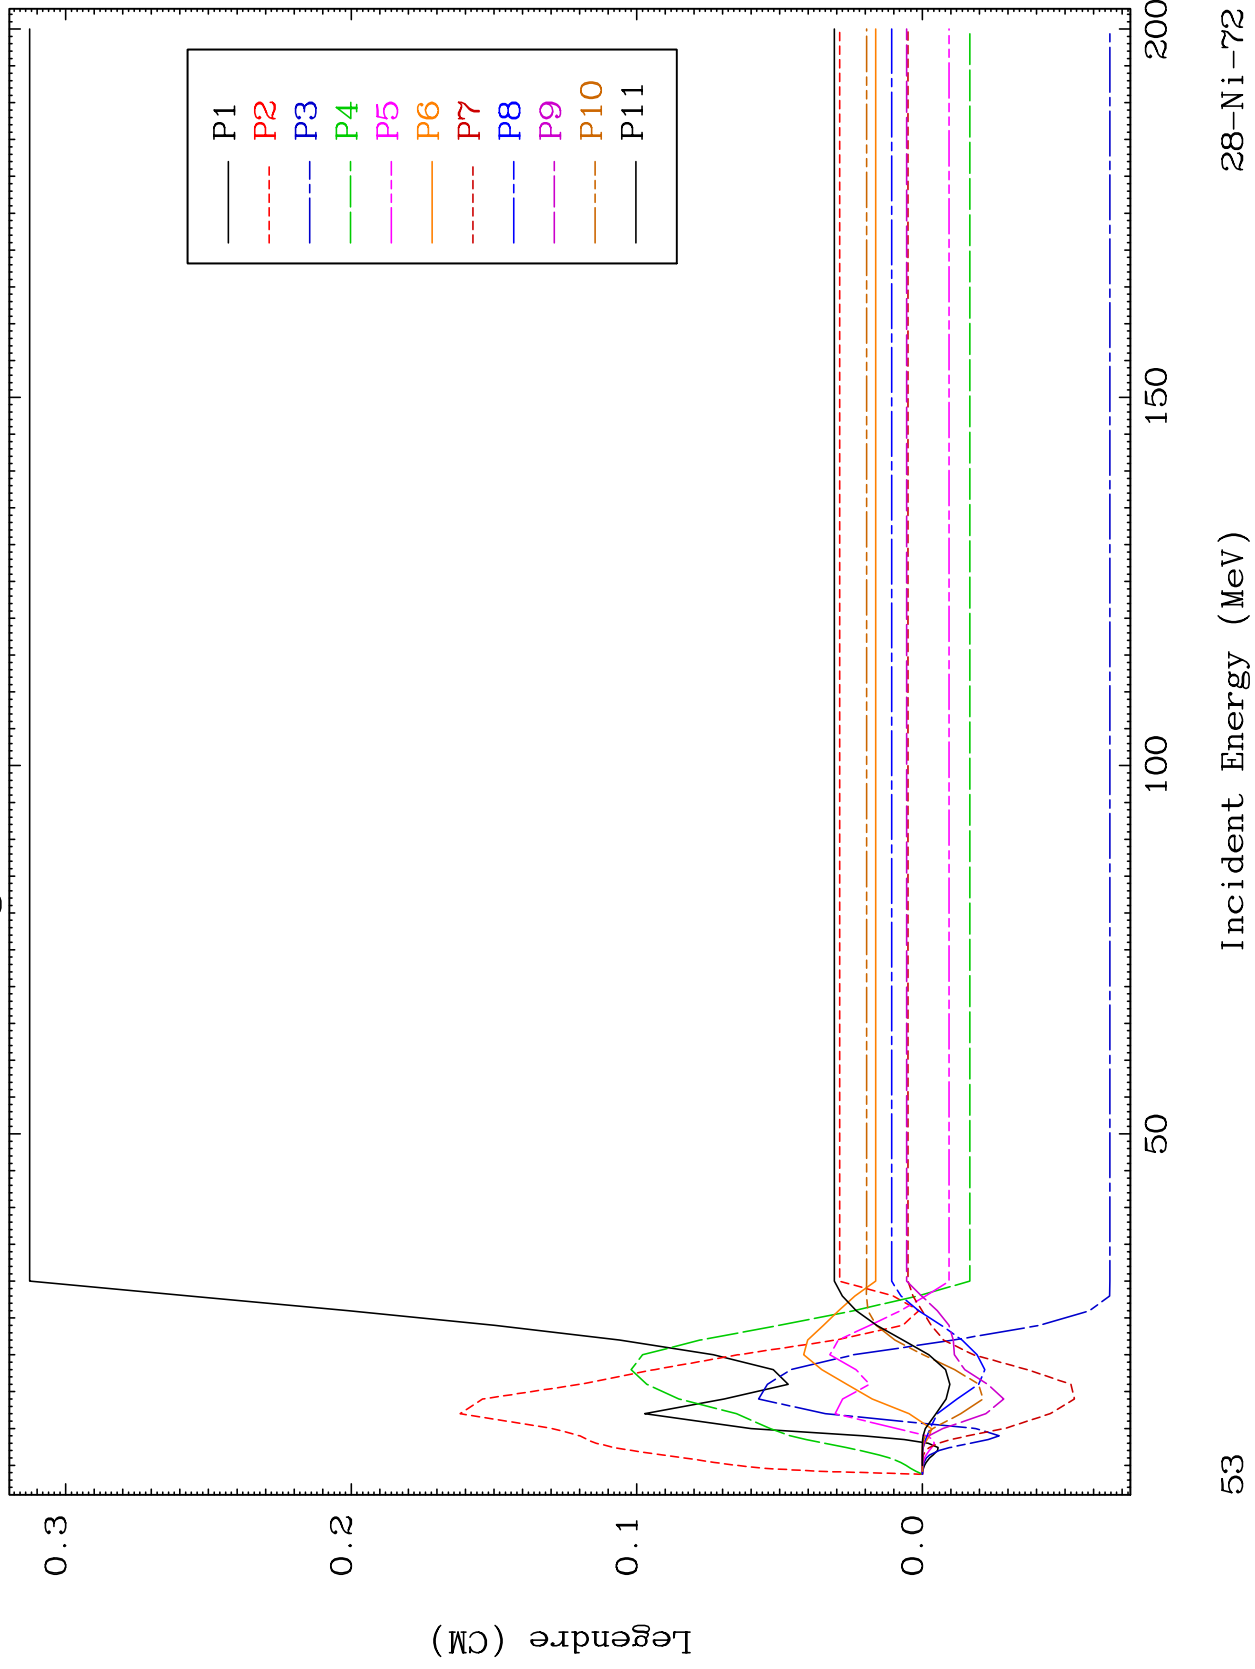 P1
P2
P3
P4
P5
P6
P7
P8
P9
P10
P11
0.3
0.2
0.1
0.0
Legendre (CM)
50
100
150
200
Incident Energy (MeV)
53
28-Ni-72